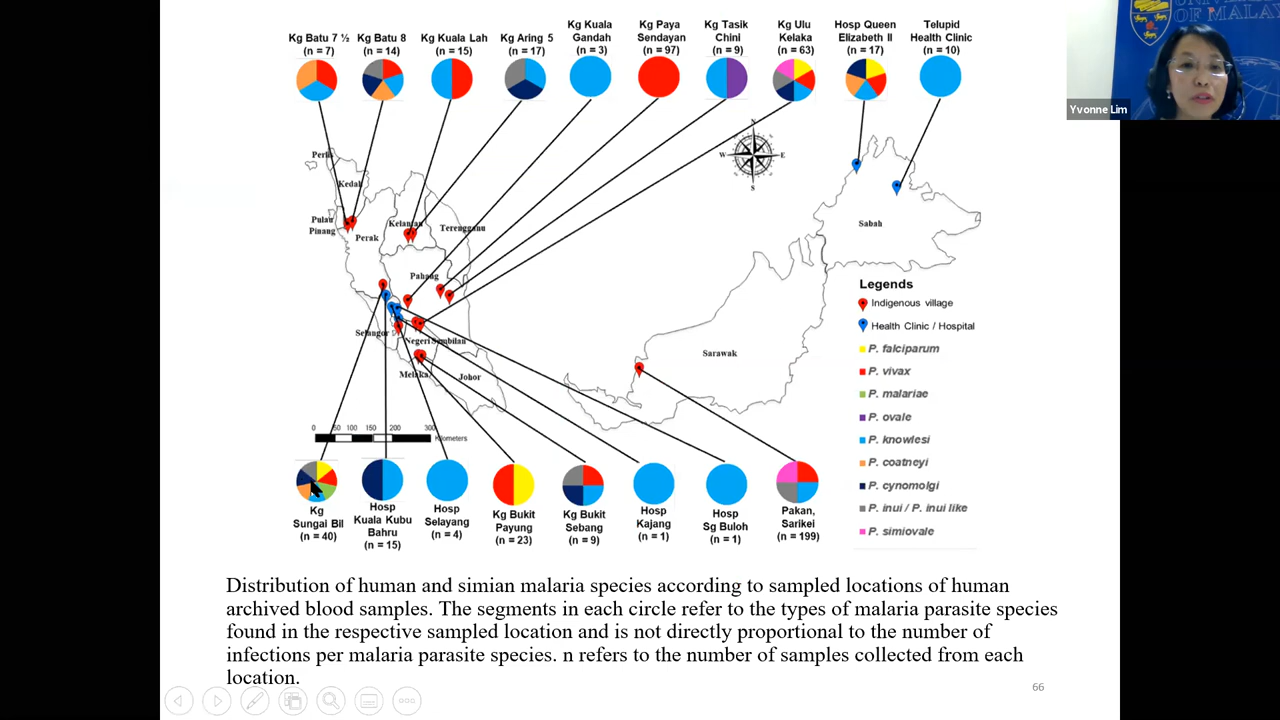 Kg Batu 7 ½
(n = 7)
Kg Batu 8
(n = 14)
Kg Kuala Lah
(n = 15)
Kg Aring 5
(n = 17)
Kg Kuala
Gandah
(n = 3)
Kg Paya
Sendayan
(n = 97)
Kg Tasik
Chini
(n = 9)
Kg Ulu
Kelaka
(n = 63)
Hosp Queen
Elizabeth II
(n = 17)
Telupid
Health Clinic
(n = 10)
UNIVERSITY
OF MALAY
Yvonne Lim
N
W
E
S
Perlis
Kedah
Pulau
Pinang
Perak
Kelantan
Terengganu
Pahang
Selangor
Negeri Sembilan
Melaka
Johor
Sabah
Sarawak
0 50 100 150 200 300
Kilometers
Legends
Indigenous village
Health Clinic / Hospital
P. falciparum
P. vivax
P. malariae
P. ovale
P. knowlesi
P. coatneyi
P. cynomolgi
P. inui / P. inui like
P. simiovale
Kg
Sungai Bil
(n = 40)
Hosp
Kuala Kubu
Bahru
(n = 15)
Hosp
Selayang
(n = 4)
Kg Bukit
Payung
(n = 23)
Kg Bukit
Sebang
(n = 9)
Hosp
Kajang
(n = 1)
Hosp
Sg Buloh
(n = 1)
Pakan,
Sarikei
(n = 199)
Distribution of human and simian malaria species according to sampled locations of human
archived blood samples. The segments in each circle refer to the types of malaria parasite species
found in the respective sampled location and is not directly proportional to the number of
infections per malaria parasite species. n refers to the number of samples collected from each
location.
66